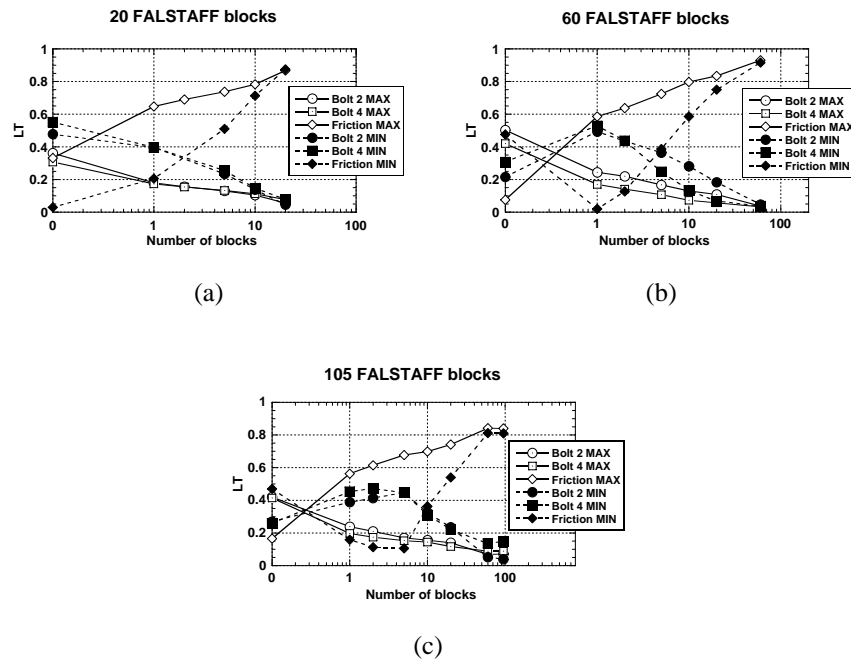 20 FALSTAFF blocks
1
0.8
0.6
0.4
0.2
0
LT
0
1
10
100
Number of blocks
Bolt 2 MAX
Bolt 4 MAX
Friction MAX
Bolt 2 MIN
Bolt 4 MIN
Friction MIN
(a)
60 FALSTAFF blocks
1
0.8
0.6
0.4
0.2
0
LT
0
1
10
100
Number of blocks
Bolt 2 MAX
Bolt 4 MAX
Friction MAX
Bolt 2 MIN
Bolt 4 MIN
Friction MIN
(b)
105 FALSTAFF blocks
1
0.8
0.6
0.4
0.2
0
LT
0
1
10
100
Number of blocks
Bolt 2 MAX
Bolt 4 MAX
Friction MAX
Bolt 2 MIN
Bolt 4 MIN
Friction MIN
(c)